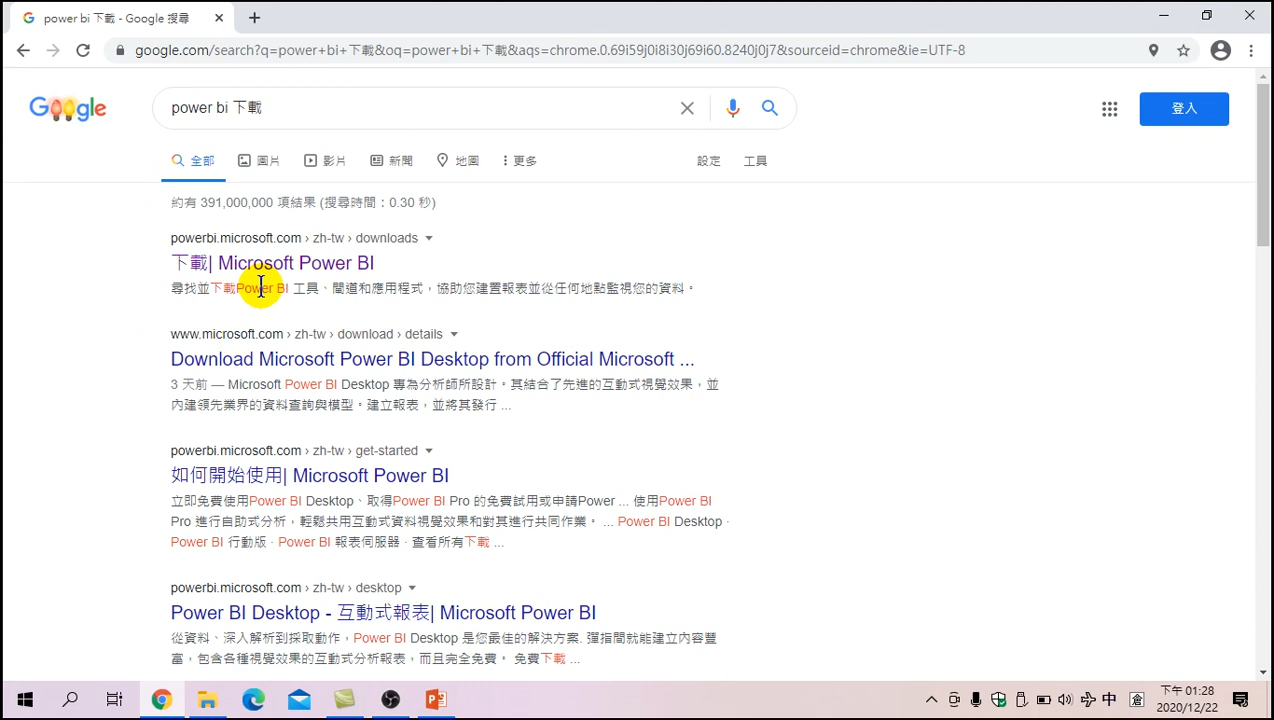 power bi 下載 - Google 搜尋
google.com/search?q=power+bi+下載&oq=power+bi+下載&aqs=chrome.0.69i59j0i8i30j69i60.8240j0j7&sourceid=chrome&ie=UTF-8
Google
power bi 下載
登入
全部 圖片 影片 新聞 地圖 更多 設定 工具
約有 391,000,000 項結果 (搜尋時間：0.30 秒)
powerbi.microsoft.com › zh-tw › downloads
下載| Microsoft Power BI
尋找並下載Power BI 工具、閘道和應用程式，協助您建置報表並從任何地點監視您的資料。
www.microsoft.com › zh-tw › download › details
Download Microsoft Power BI Desktop from Official Microsoft ...
3 天前 — Microsoft Power BI Desktop 專為分析師所設計。其結合了先進的互動式視覺效果，並
內建領先業界的資料查詢與模型。建立報表，並將其發行 ...
powerbi.microsoft.com › zh-tw › get-started
如何開始使用| Microsoft Power BI
立即免費使用Power BI Desktop、取得Power BI Pro 的免費試用或申請Power ... 使用Power BI
Pro 進行自助式分析，輕鬆共用互動式資料視覺效果和對其進行共同作業。 ... Power BI Desktop ·
Power BI 行動版 · Power BI 報表伺服器 · 查看所有下載 ...
powerbi.microsoft.com › zh-tw › desktop
Power BI Desktop - 互動式報表| Microsoft Power BI
從資料、深入解析到採取動作，Power BI Desktop 是您最佳的解決方案. 彈指間就能建立內容豐
富，包含各種視覺效果的互動式分析報表，而且完全免費。 免費下載 ...
中 倉
下午 01:28
2020/12/22